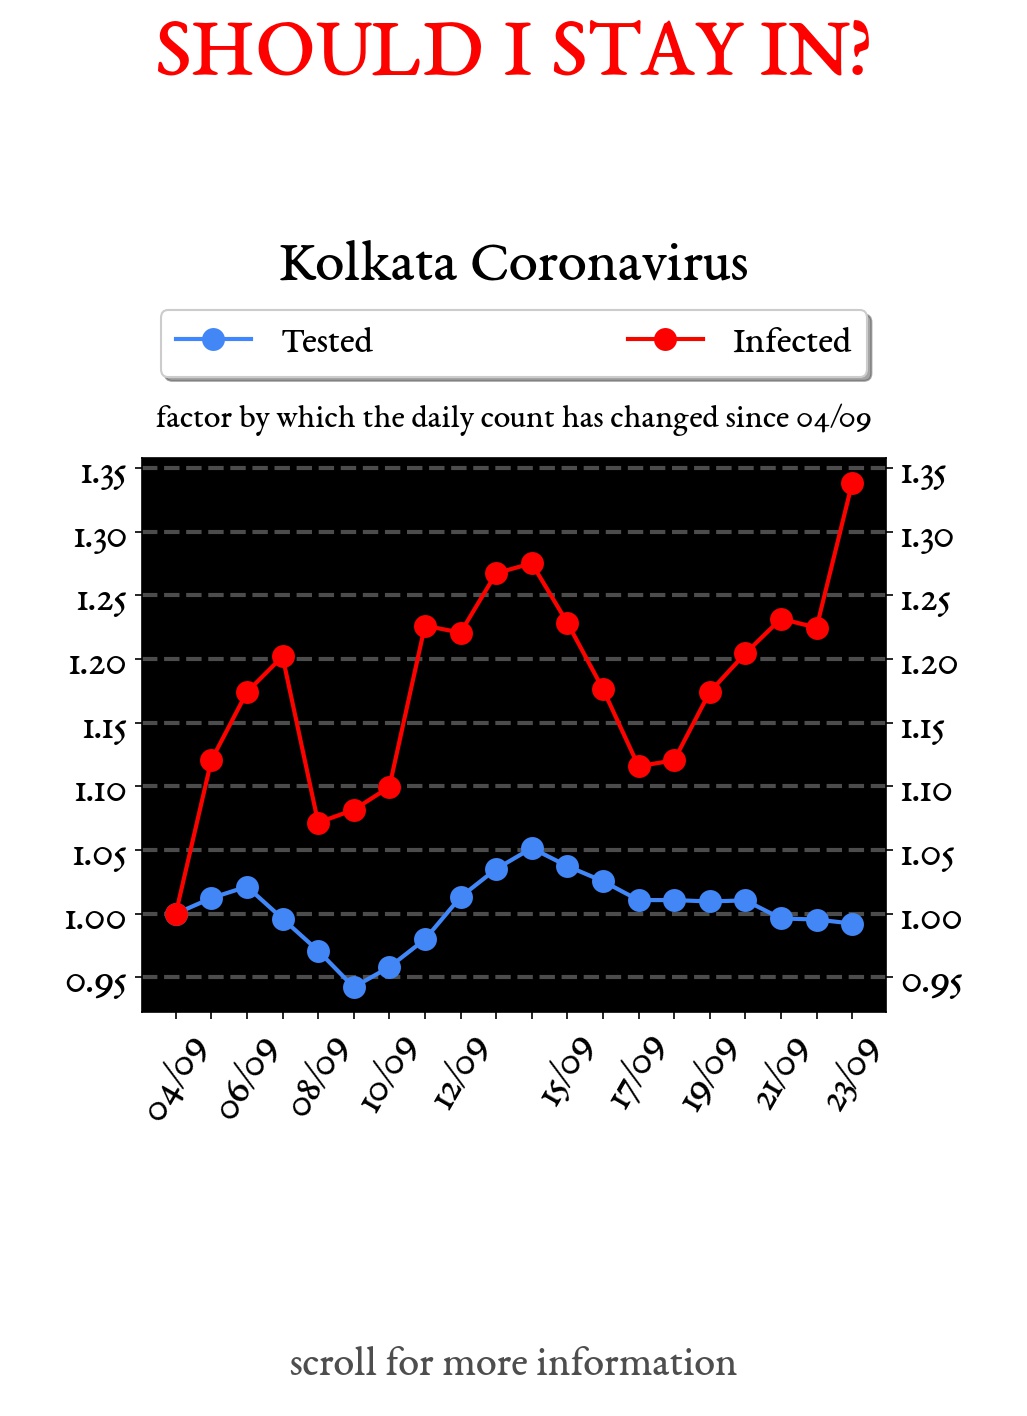 SHOULD I STAY IN?
Kolkata Coronavirus
Tested Infected
factor by which the daily count has changed since 04/09
1.35 1.35
1.30 1.30
1.25 1.25
1.20 1.20
1.15 1.15
1.10 1.10
1.05 1.05
1.00 1.00
0.95 0.95
04/09 06/09 08/09 10/09 12/09 15/09 17/09 19/09 21/09 23/09
scroll for more information